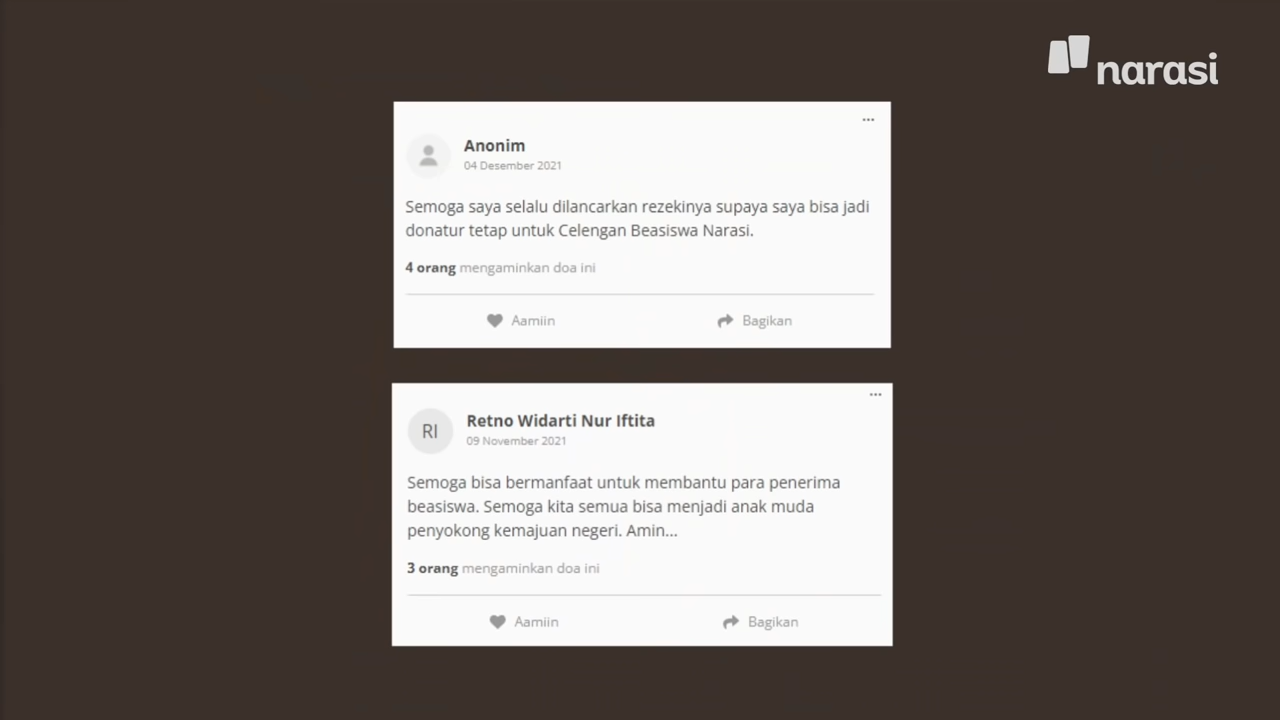 narasi
...
Anonim
04 Desember 2021
Semoga saya selalu dilancarkan rezekinya supaya saya bisa jadi
donatur tetap untuk Celengan Beasiswa Narasi.
4 orang mengaminkan doa ini
Aamiin
Bagikan
...
RI
Retno Widarti Nur Iftita
09 November 2021
Semoga bisa bermanfaat untuk membantu para penerima
beasiswa. Semoga kita semua bisa menjadi anak muda
penyokong kemajuan negeri. Amin...
3 orang mengaminkan doa ini
Aamiin
Bagikan